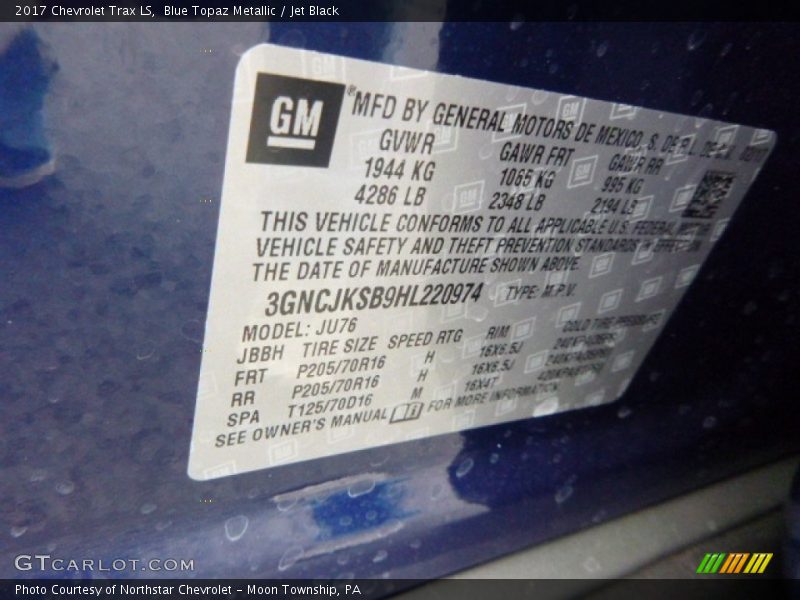 2017 Chevrolet Trax LS,  Blue Topaz Metallic / Jet Black
GM
®MFD BY GENERAL MOTORS DE MEXICO, S. DE R.L. DE C.V.
GVWR GAWR FRT GAWR RR
1944 KG 1065 KG 995 KG
4286 LB 2348 LB 2194 LB
THIS VEHICLE CONFORMS TO ALL APPLICABLE U.S. FEDERAL MOTOR
VEHICLE SAFETY AND THEFT PREVENTION STANDARDS IN EFFECT ON
THE DATE OF MANUFACTURE SHOWN ABOVE.
3GNCJKSB9HL220974 TYPE: M.P.V.
MODEL: JU76
JBBH TIRE SIZE SPEED RTG RIM COLD TIRE PRESSURE
FRT P205/70R16 H 16X6.5J
RR P205/70R16 H 16X6.5J
SPA T125/70D16 M 16X4T
SEE OWNER'S MANUAL FOR MORE INFORMATION.
GTCARLOT.COM
Photo Courtesy of Northstar Chevrolet - Moon Township, PA